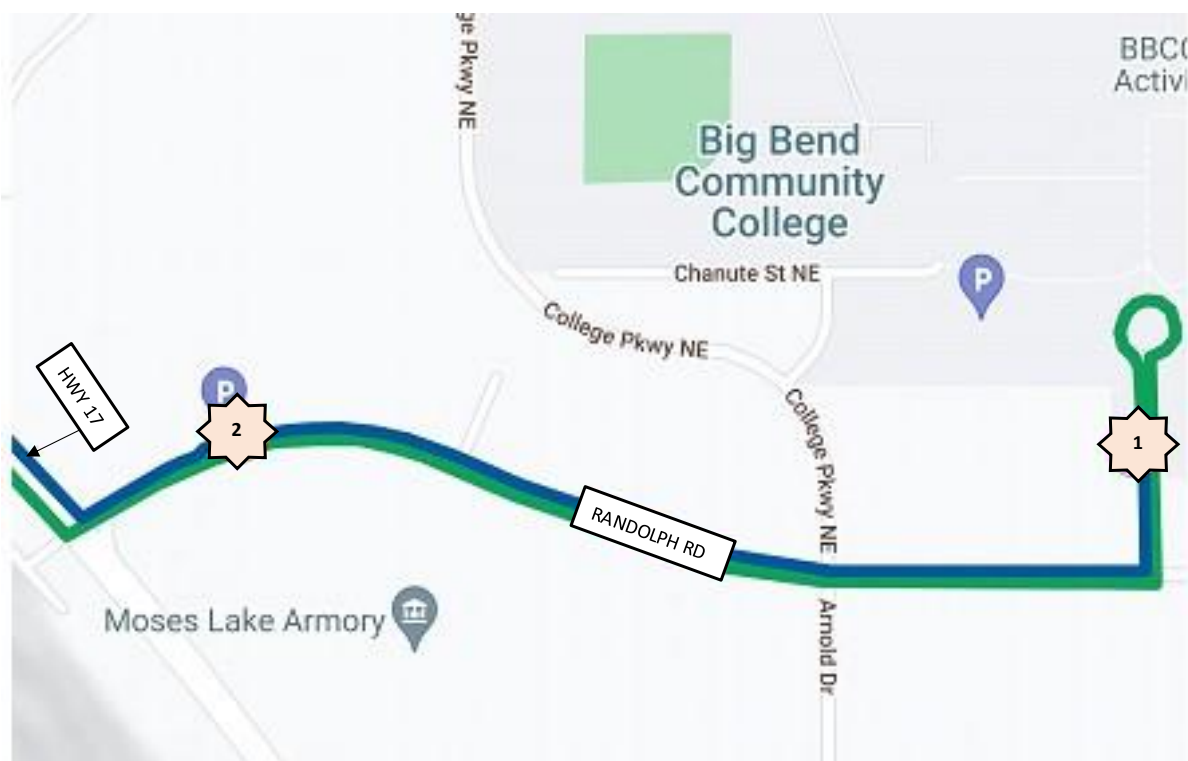 ge Pkwy NE
BBCC
Activi
Big Bend
Community
College
Chanute St NE
P
College Pkwy NE
HWY 17
P
2
College Pkwy NE
1
RANDOLPH RD
Moses Lake Armory
Arnold Dr